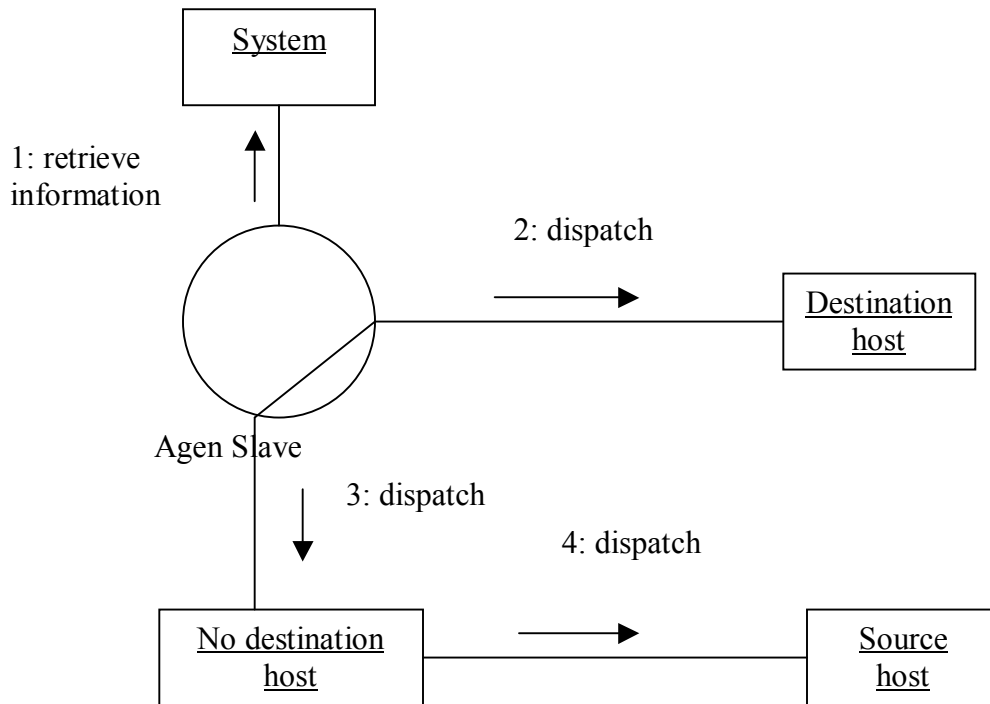 System
1: retrieve
information
2: dispatch
Destination
host
Agen Slave
3: dispatch
4: dispatch
No destination
host
Source
host